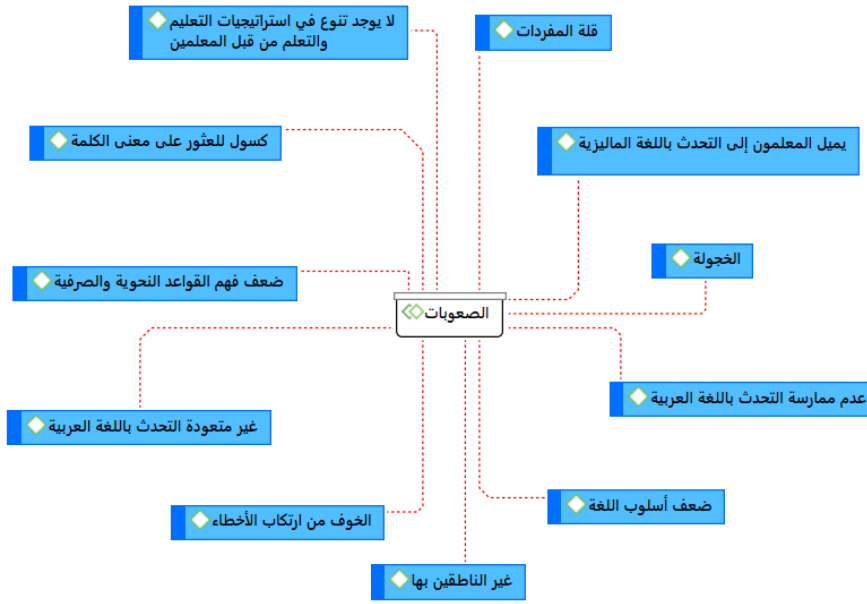 لا يوجد تنوع في استراتيجيات التعليم
والتعلم من قبل المعلمين
قلة المفردات
كسول للعثور على معنى الكلمة
يميل المعلمون إلى التحدث باللغة الماليزية
الخجولة
ضعف فهم القواعد النحوية والصرفية
الصعوبات
عدم ممارسة التحدث باللغة العربية
غير متعودة التحدث باللغة العربية
ضعف أسلوب اللغة
الخوف من ارتكاب الأخطاء
غير الناطقين بها